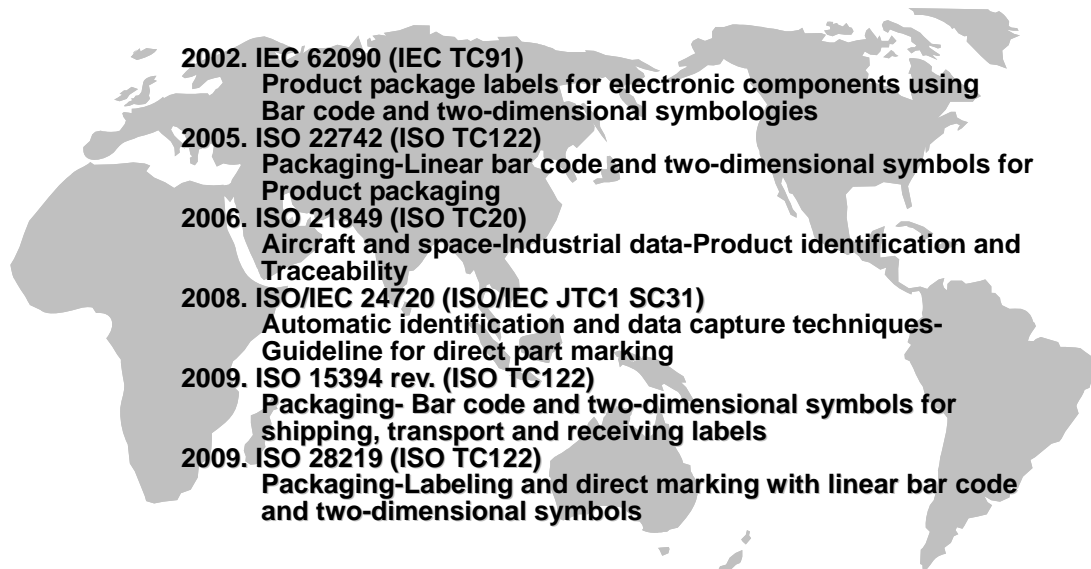 2002. IEC 62090 (IEC TC91)
Product package labels for electronic components using
Bar code and two-dimensional symbologies
2005. ISO 22742 (ISO TC122)
Packaging-Linear bar code and two-dimensional symbols for
Product packaging
2006. ISO 21849 (ISO TC20)
Aircraft and space-Industrial data-Product identification and
Traceability
2008. ISO/IEC 24720 (ISO/IEC JTC1 SC31)
Automatic identification and data capture techniques-
Guideline for direct part marking
2009. ISO 15394 rev. (ISO TC122)
Packaging- Bar code and two-dimensional symbols for
shipping, transport and receiving labels
2009. ISO 28219 (ISO TC122)
Packaging-Labeling and direct marking with linear bar code
and two-dimensional symbols